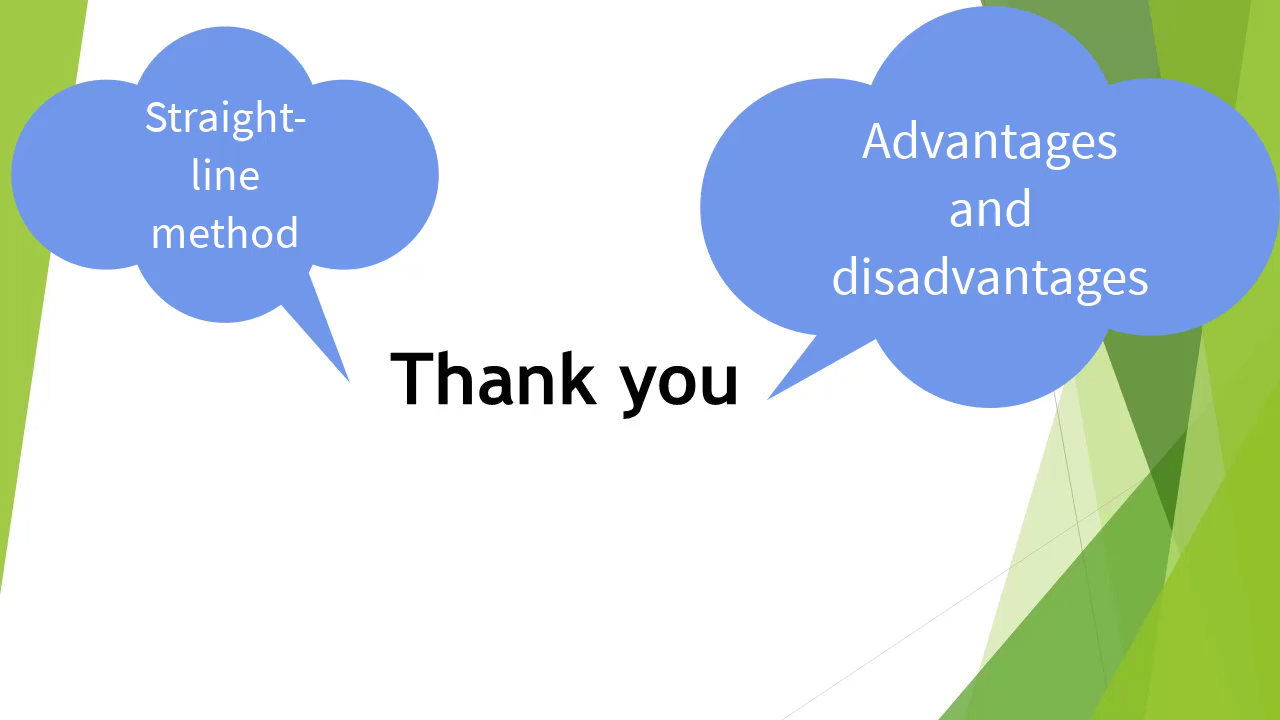 Straight-
line
method
Advantages
and
disadvantages
Thank you